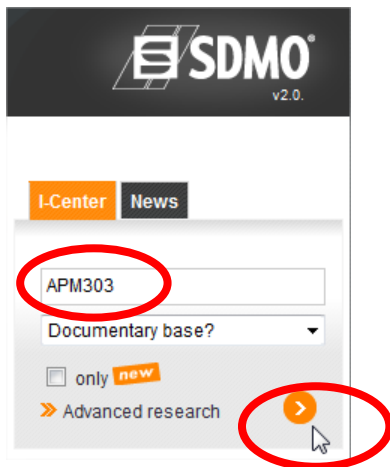 SDMO®
v2.0.
I-Center News
APM303
Documentary base?
only new
Advanced research